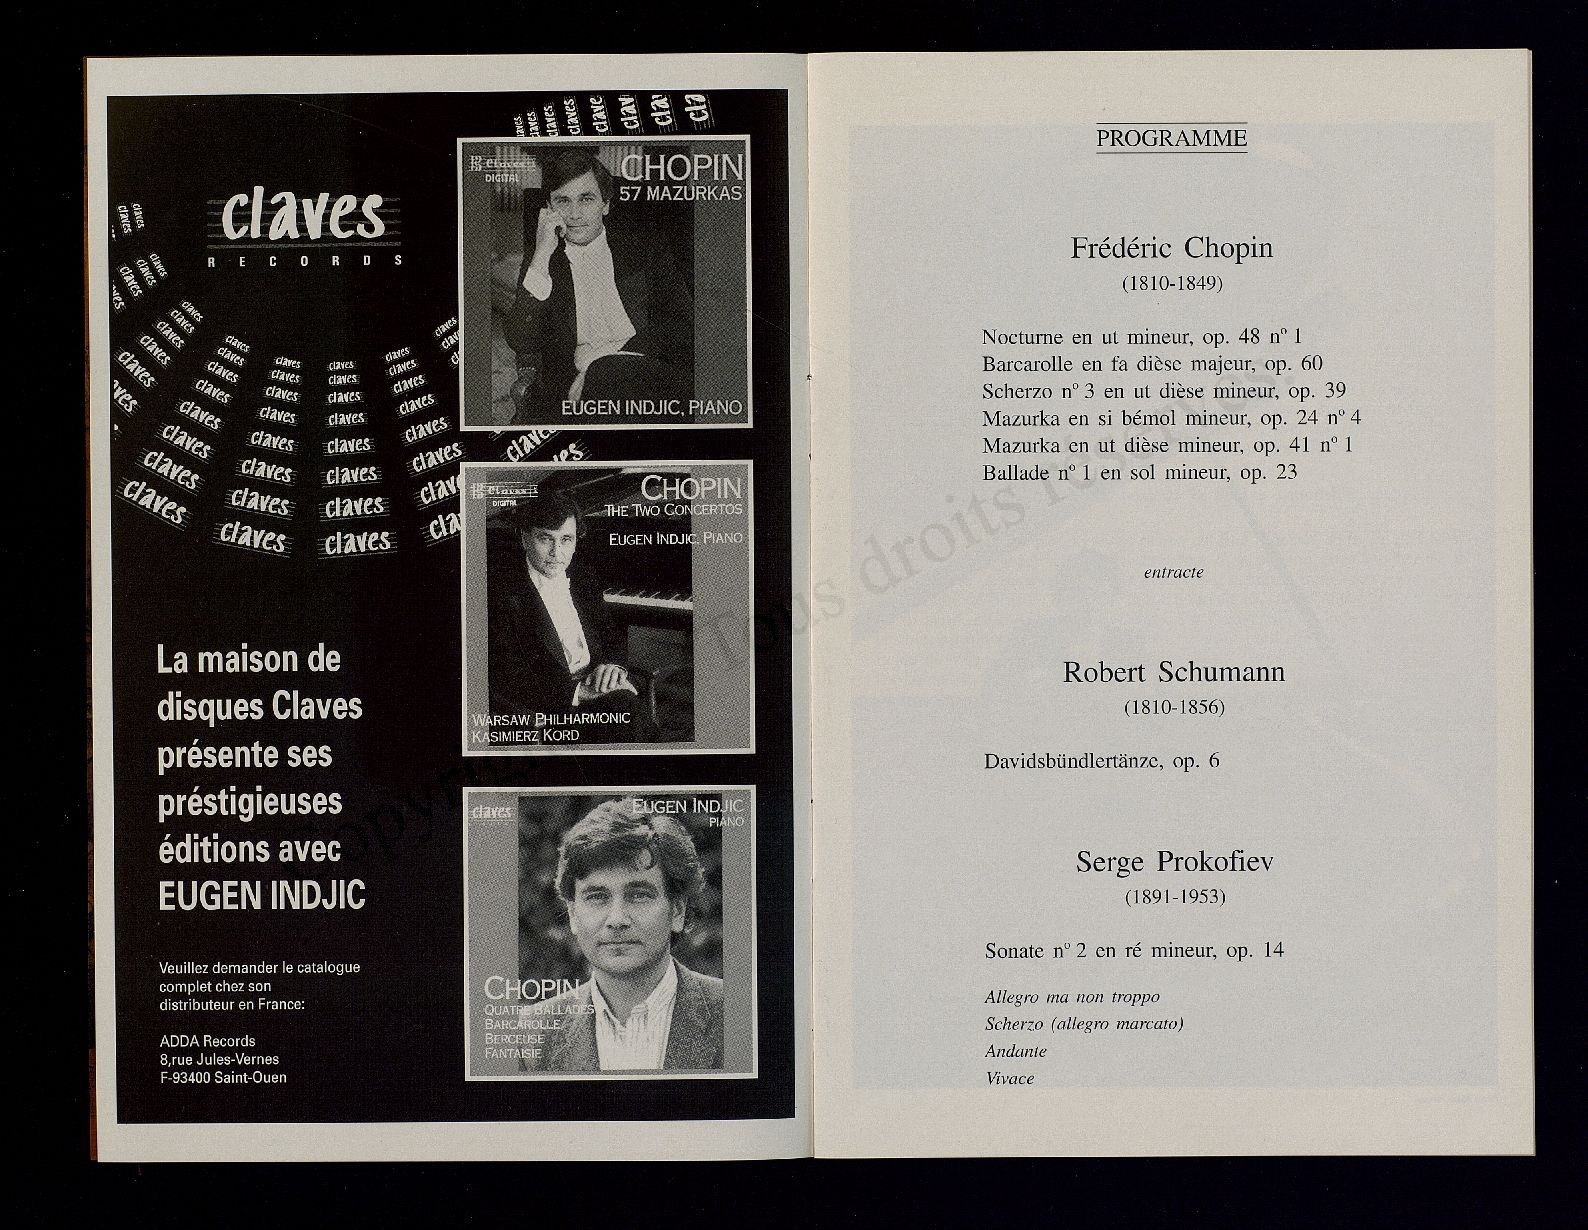 claves
RECORDS
CHOPIN
57 MAZURKAS
DIGITAL
EUGEN INDJIC, PIANO
CHOPIN
THE TWO CONCERTOS
EUGEN INDJIC, PIANO
DIGITAL
WARSAW PHILHARMONIC
KASIMIERZ KORD
claves
EUGEN INDJIC
PIANO
CHOPIN
QUATRE BALLADES
BARCAROLLE
BERCEUSE
FANTAISIE
La maison de
disques Claves
présente ses
préstigieuses
éditions avec
EUGEN INDJIC
Veuillez demander le catalogue
complet chez son
distributeur en France:
ADDA Records
8,rue Jules-Vernes
F-93400 Saint-Ouen
PROGRAMME
Frédéric Chopin
(1810-1849)
Nocturne en ut mineur, op. 48 n° 1
Barcarolle en fa dièse majeur, op. 60
Scherzo n° 3 en ut dièse mineur, op. 39
Mazurka en si bémol mineur, op. 24 n° 4
Mazurka en ut dièse mineur, op. 41 n° 1
Ballade n° 1 en sol mineur, op. 23
entracte
Robert Schumann
(1810-1856)
Davidsbündlertänze, op. 6
Serge Prokofiev
(1891-1953)
Sonate n° 2 en ré mineur, op. 14
Allegro ma non troppo
Scherzo (allegro marcato)
Andante
Vivace
Tous droits